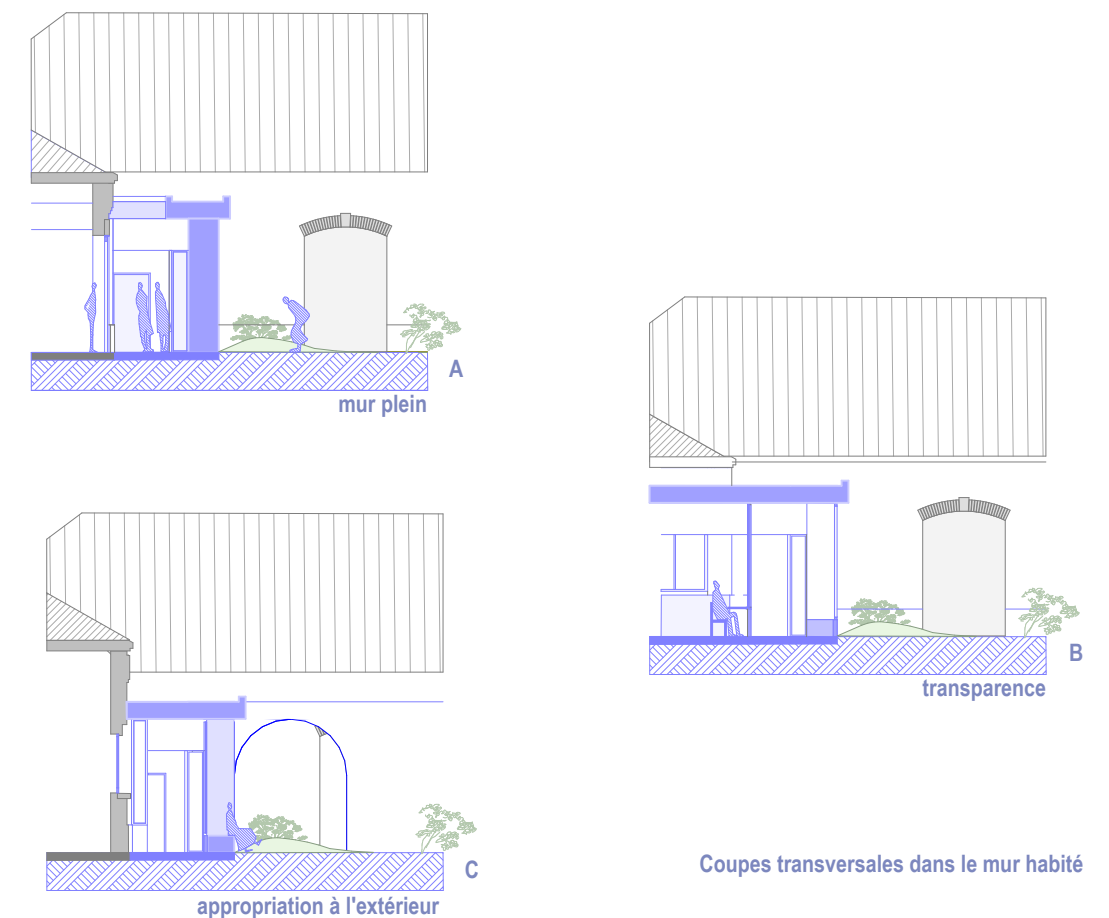 A
mur plein
B
transparence
C
appropriation à l'extérieur
Coupes transversales dans le mur habité